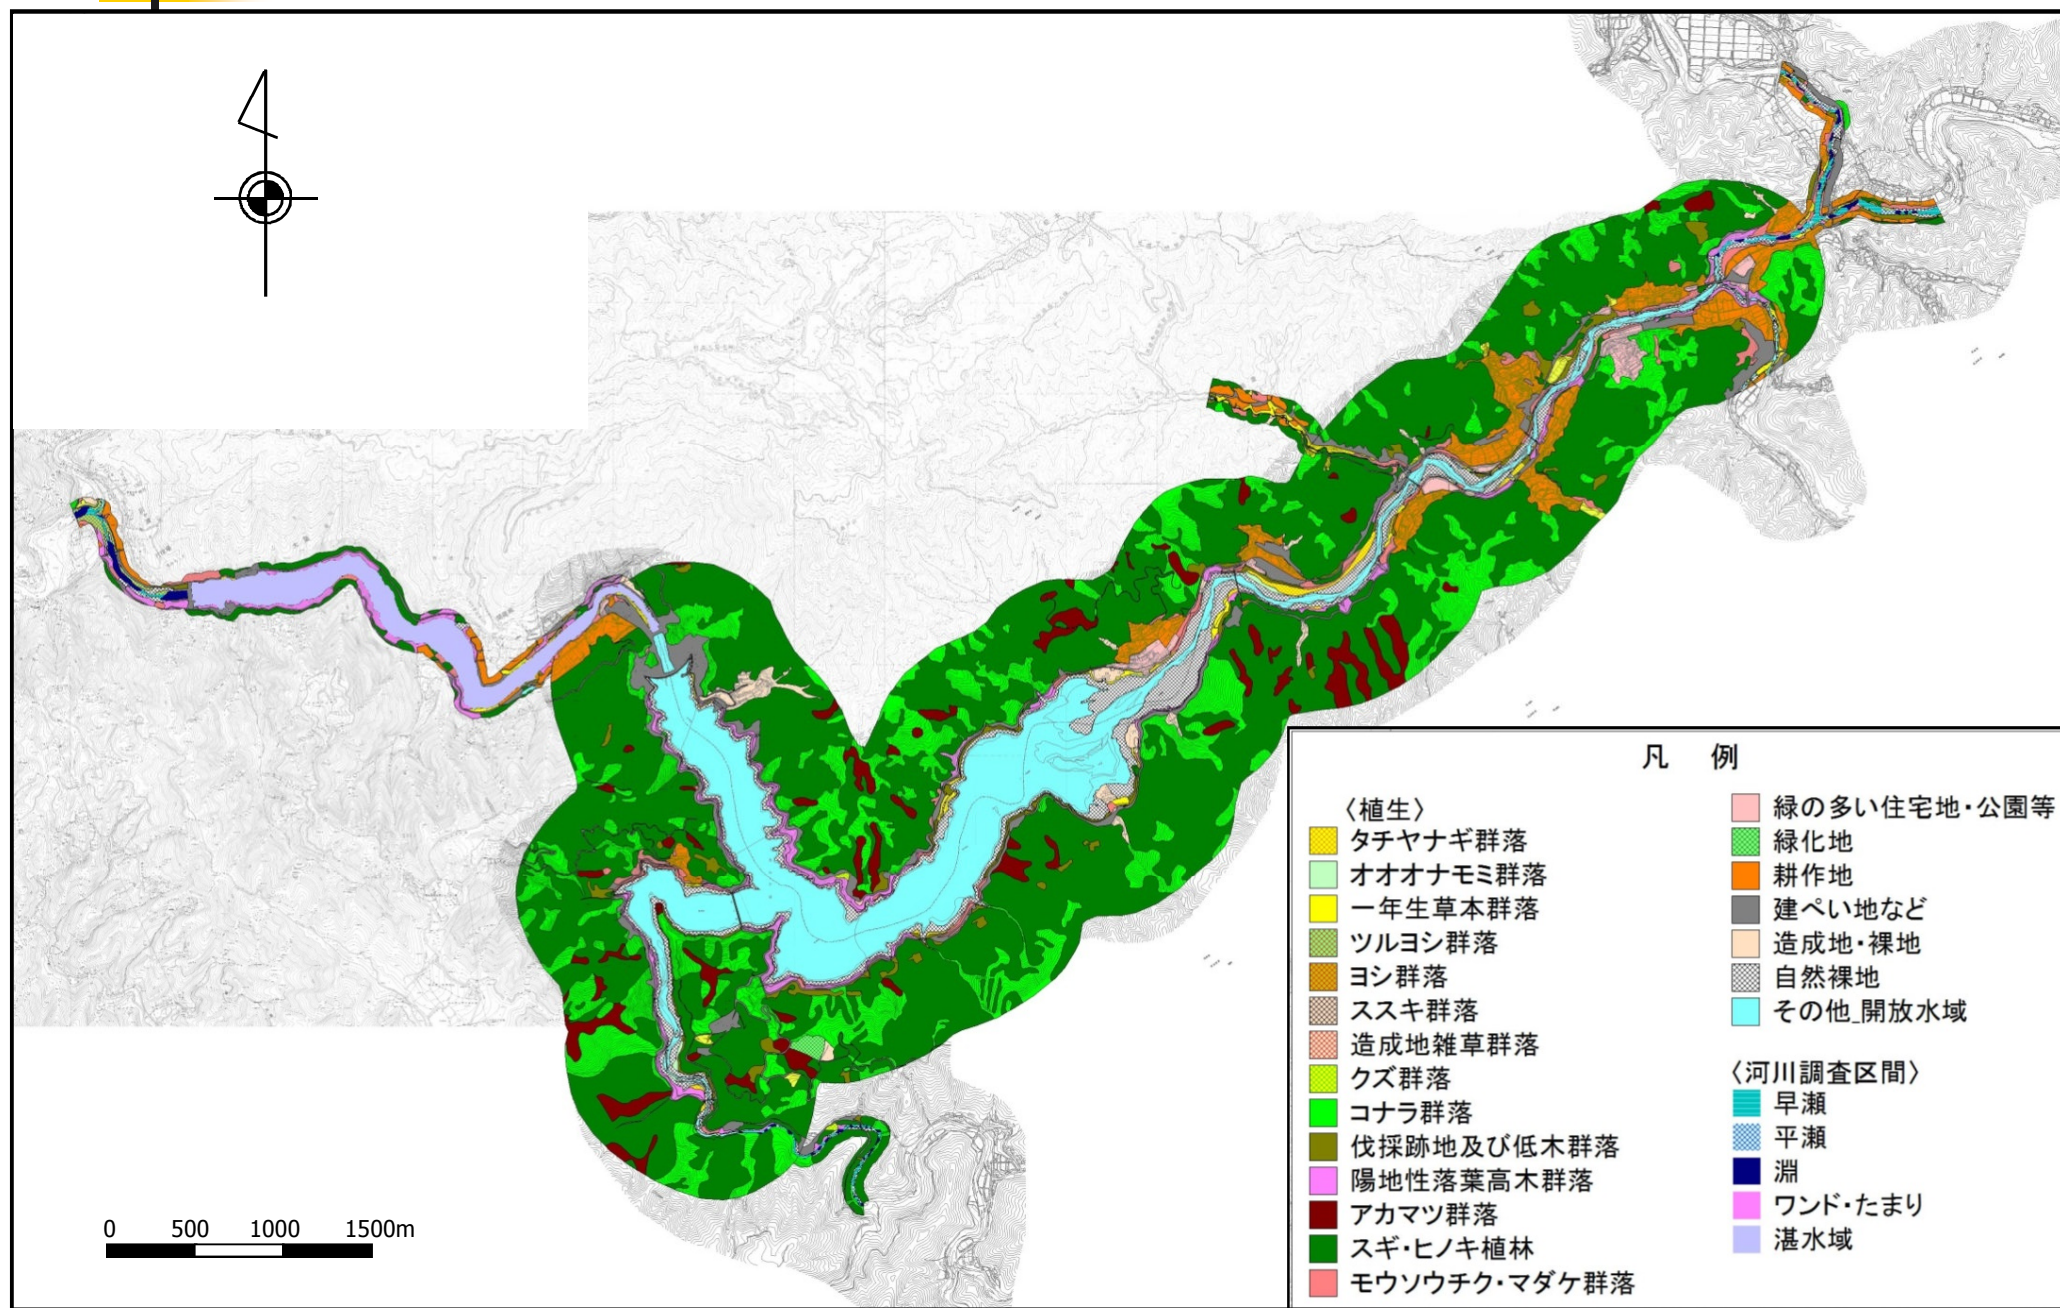 凡 例
〈植生〉
タチヤナギ群落
オオオナモミ群落
一年生草本群落
ツルヨシ群落
ヨシ群落
ススキ群落
造成地雑草群落
クズ群落
コナラ群落
伐採跡地及び低木群落
陽地性落葉高木群落
アカマツ群落
スギ・ヒノキ植林
モウソウチク・マダケ群落
緑の多い住宅地・公園等
緑化地
耕作地
建ぺい地など
造成地・裸地
自然裸地
その他_開放水域
〈河川調査区間〉
早瀬
平瀬
淵
ワンド・たまり
湛水域
0 500 1000 1500m